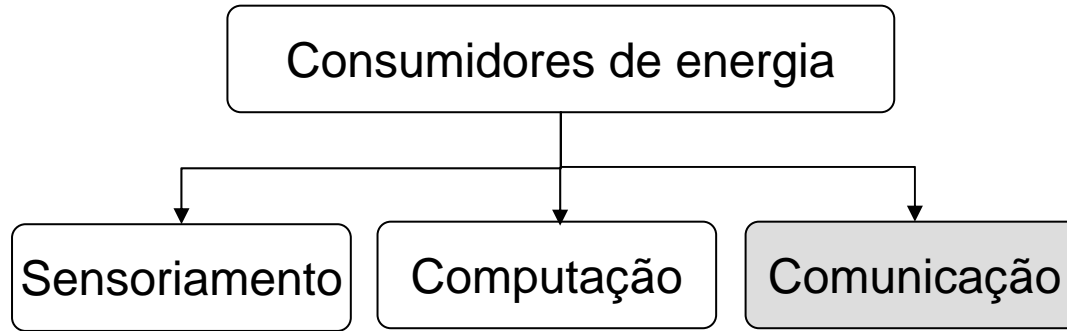 Consumidores de energia
Sensoriamento
Computação
Comunicação